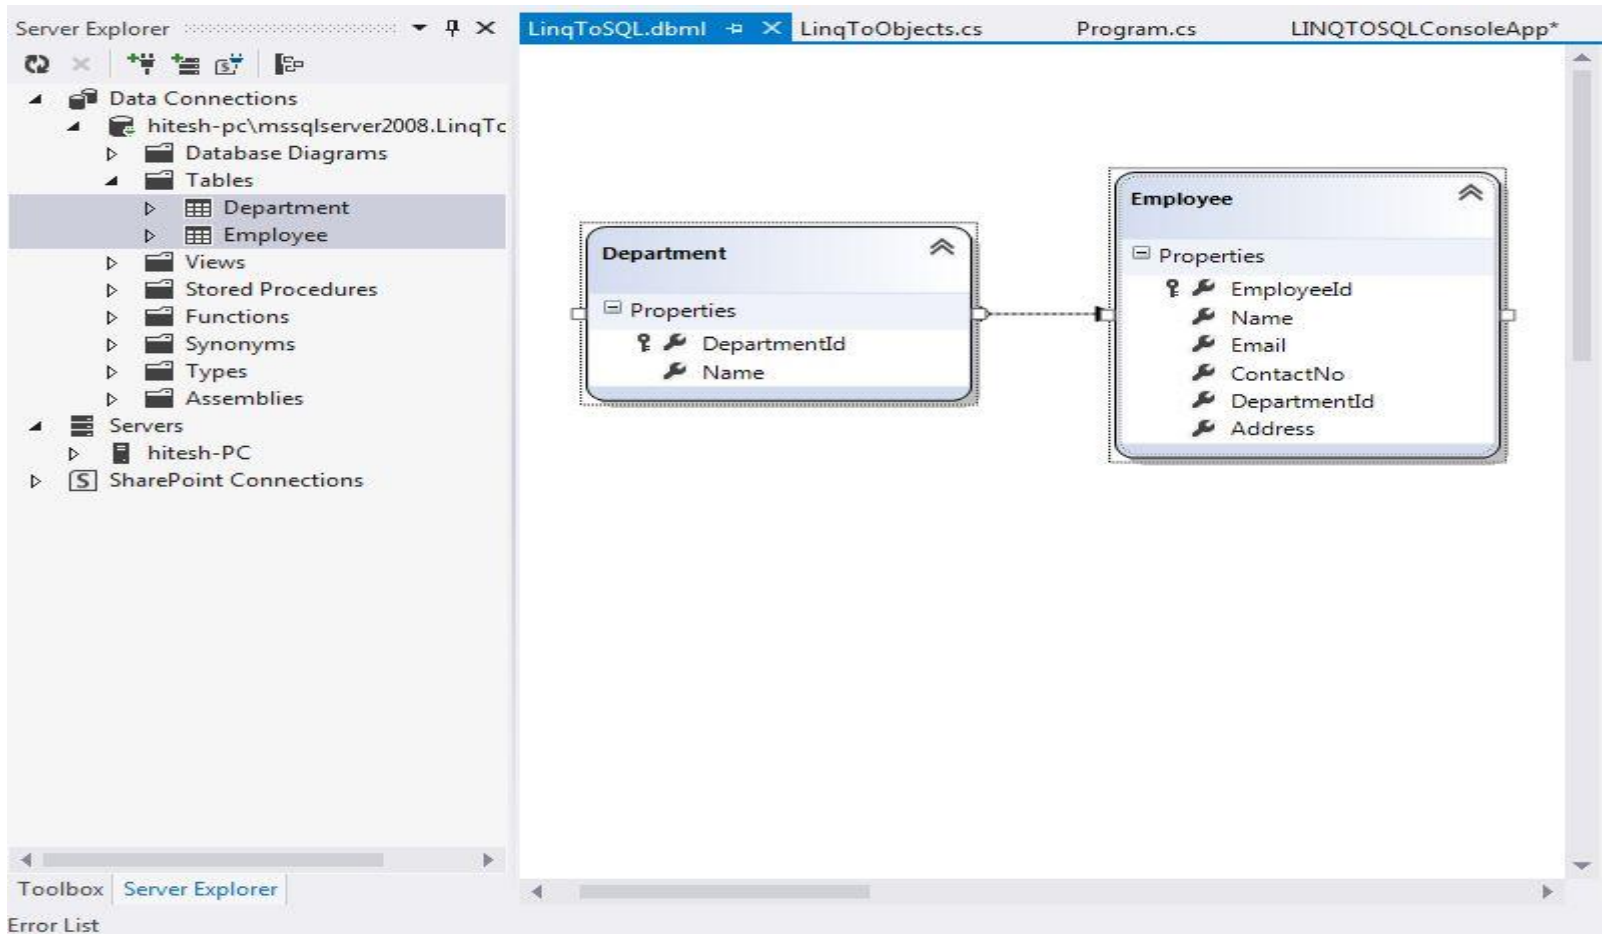 Server Explorer
Data Connections
hitesh-pc\mssqlserver2008.LinqTo
Database Diagrams
Tables
Department
Employee
Views
Stored Procedures
Functions
Synonyms
Types
Assemblies
Servers
hitesh-PC
SharePoint Connections
Toolbox Server Explorer
Error List
LinqToSQL.dbml LinqToObjects.cs Program.cs LINQTOSQLConsoleApp*
Department
Properties
DepartmentId
Name
Employee
Properties
EmployeeId
Name
Email
ContactNo
DepartmentId
Address